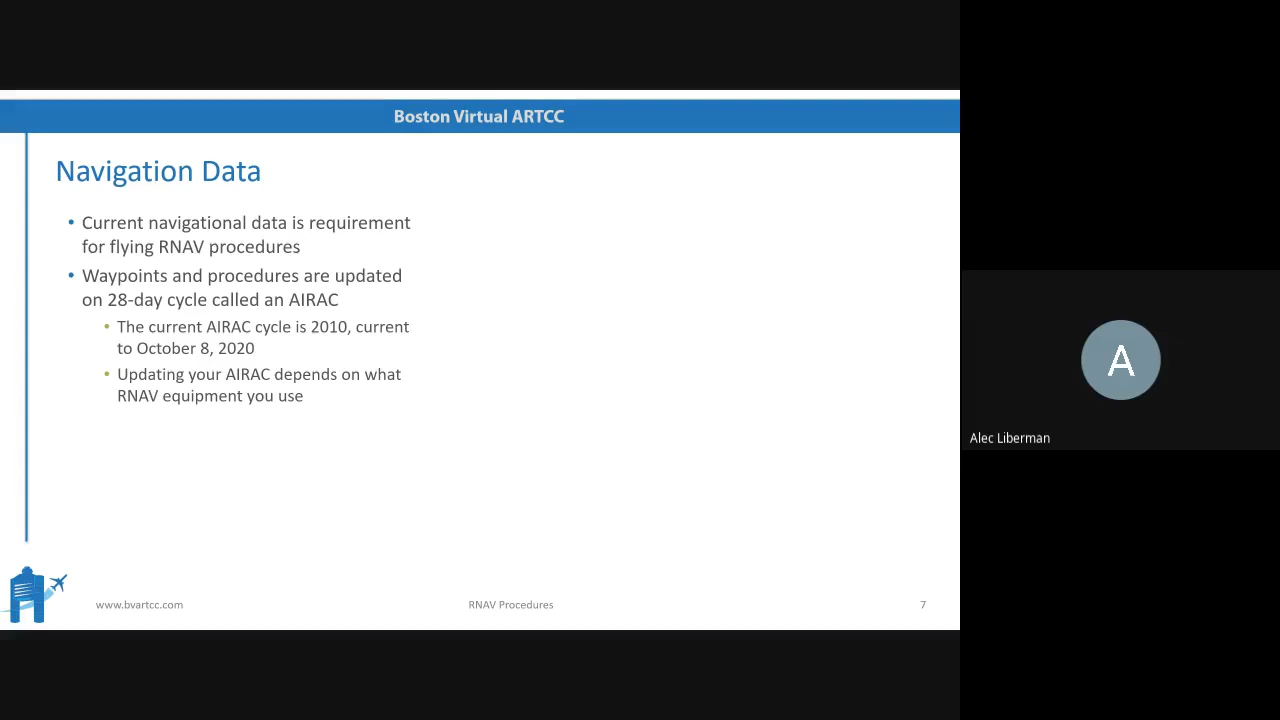 Boston Virtual ARTCC
Navigation Data
• Current navigational data is requirement
for flying RNAV procedures
• Waypoints and procedures are updated
on 28-day cycle called an AIRAC
• The current AIRAC cycle is 2010, current
to October 8, 2020
• Updating your AIRAC depends on what
RNAV equipment you use
www.bvartcc.com
RNAV Procedures
7
A
Alec Liberman